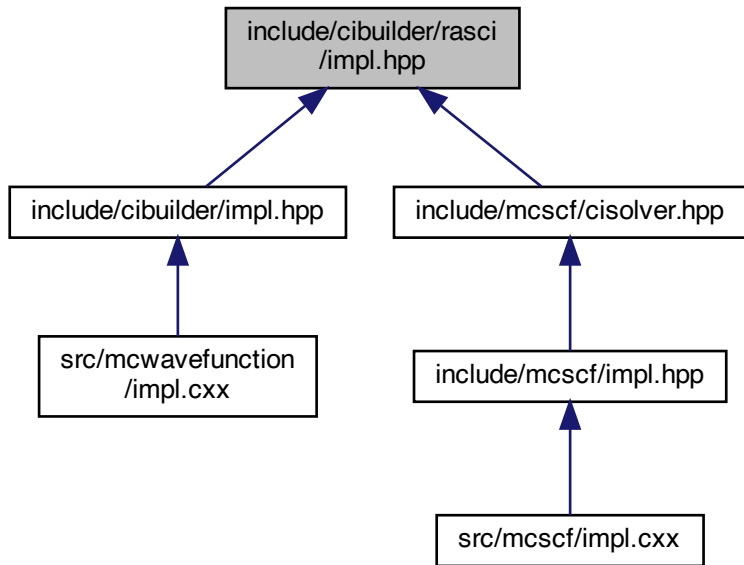 include/cibuilder/rasci
/impl.hpp
include/cibuilder/impl.hpp
include/mcscf/cisolver.hpp
src/mcwavefunction
/impl.cxx
include/mcscf/impl.hpp
src/mcscf/impl.cxx